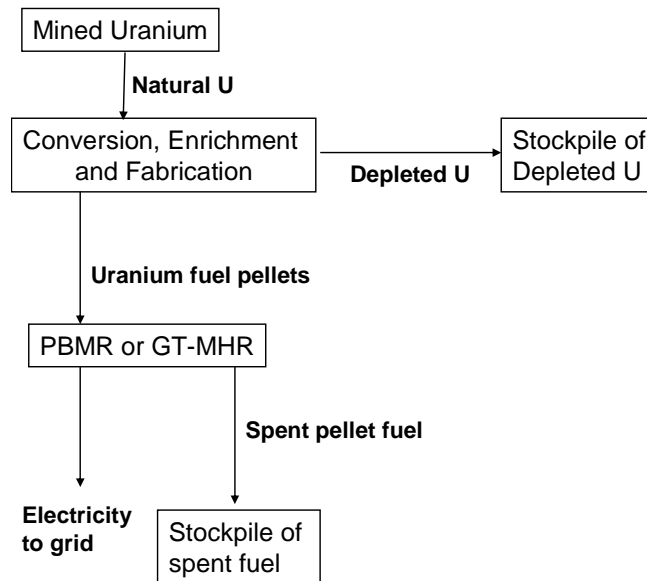 Mined Uranium
Natural U
Conversion, Enrichment
and Fabrication
Depleted U
Stockpile of
Depleted U
Uranium fuel pellets
PBMR or GT-MHR
Spent pellet fuel
Electricity
to grid
Stockpile of
spent fuel